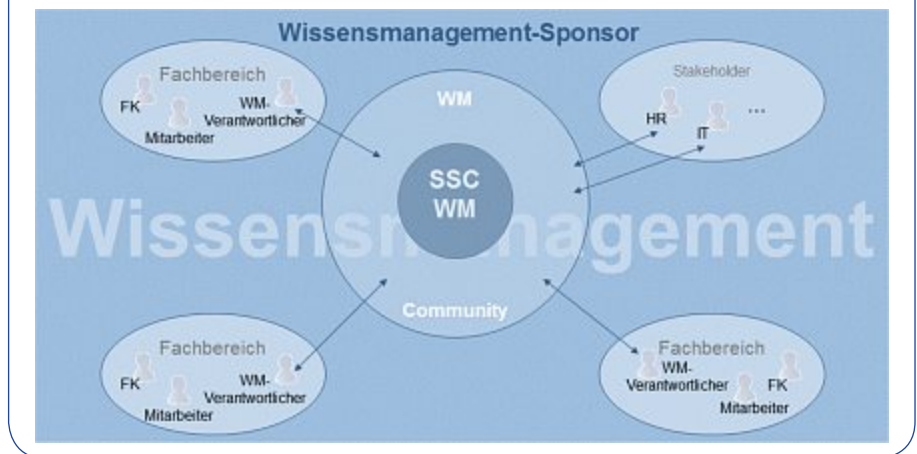 Wissensmanagement-Sponsor
Fachbereich
FK
WM-
Verantwortlicher
Mitarbeiter
WM
Stakeholder
HR
IT
...
SSC
WM
Wissensmanagement
Community
Fachbereich
FK
WM-
Verantwortlicher
Mitarbeiter
Fachbereich
WM-
Verantwortlicher
FK
Mitarbeiter